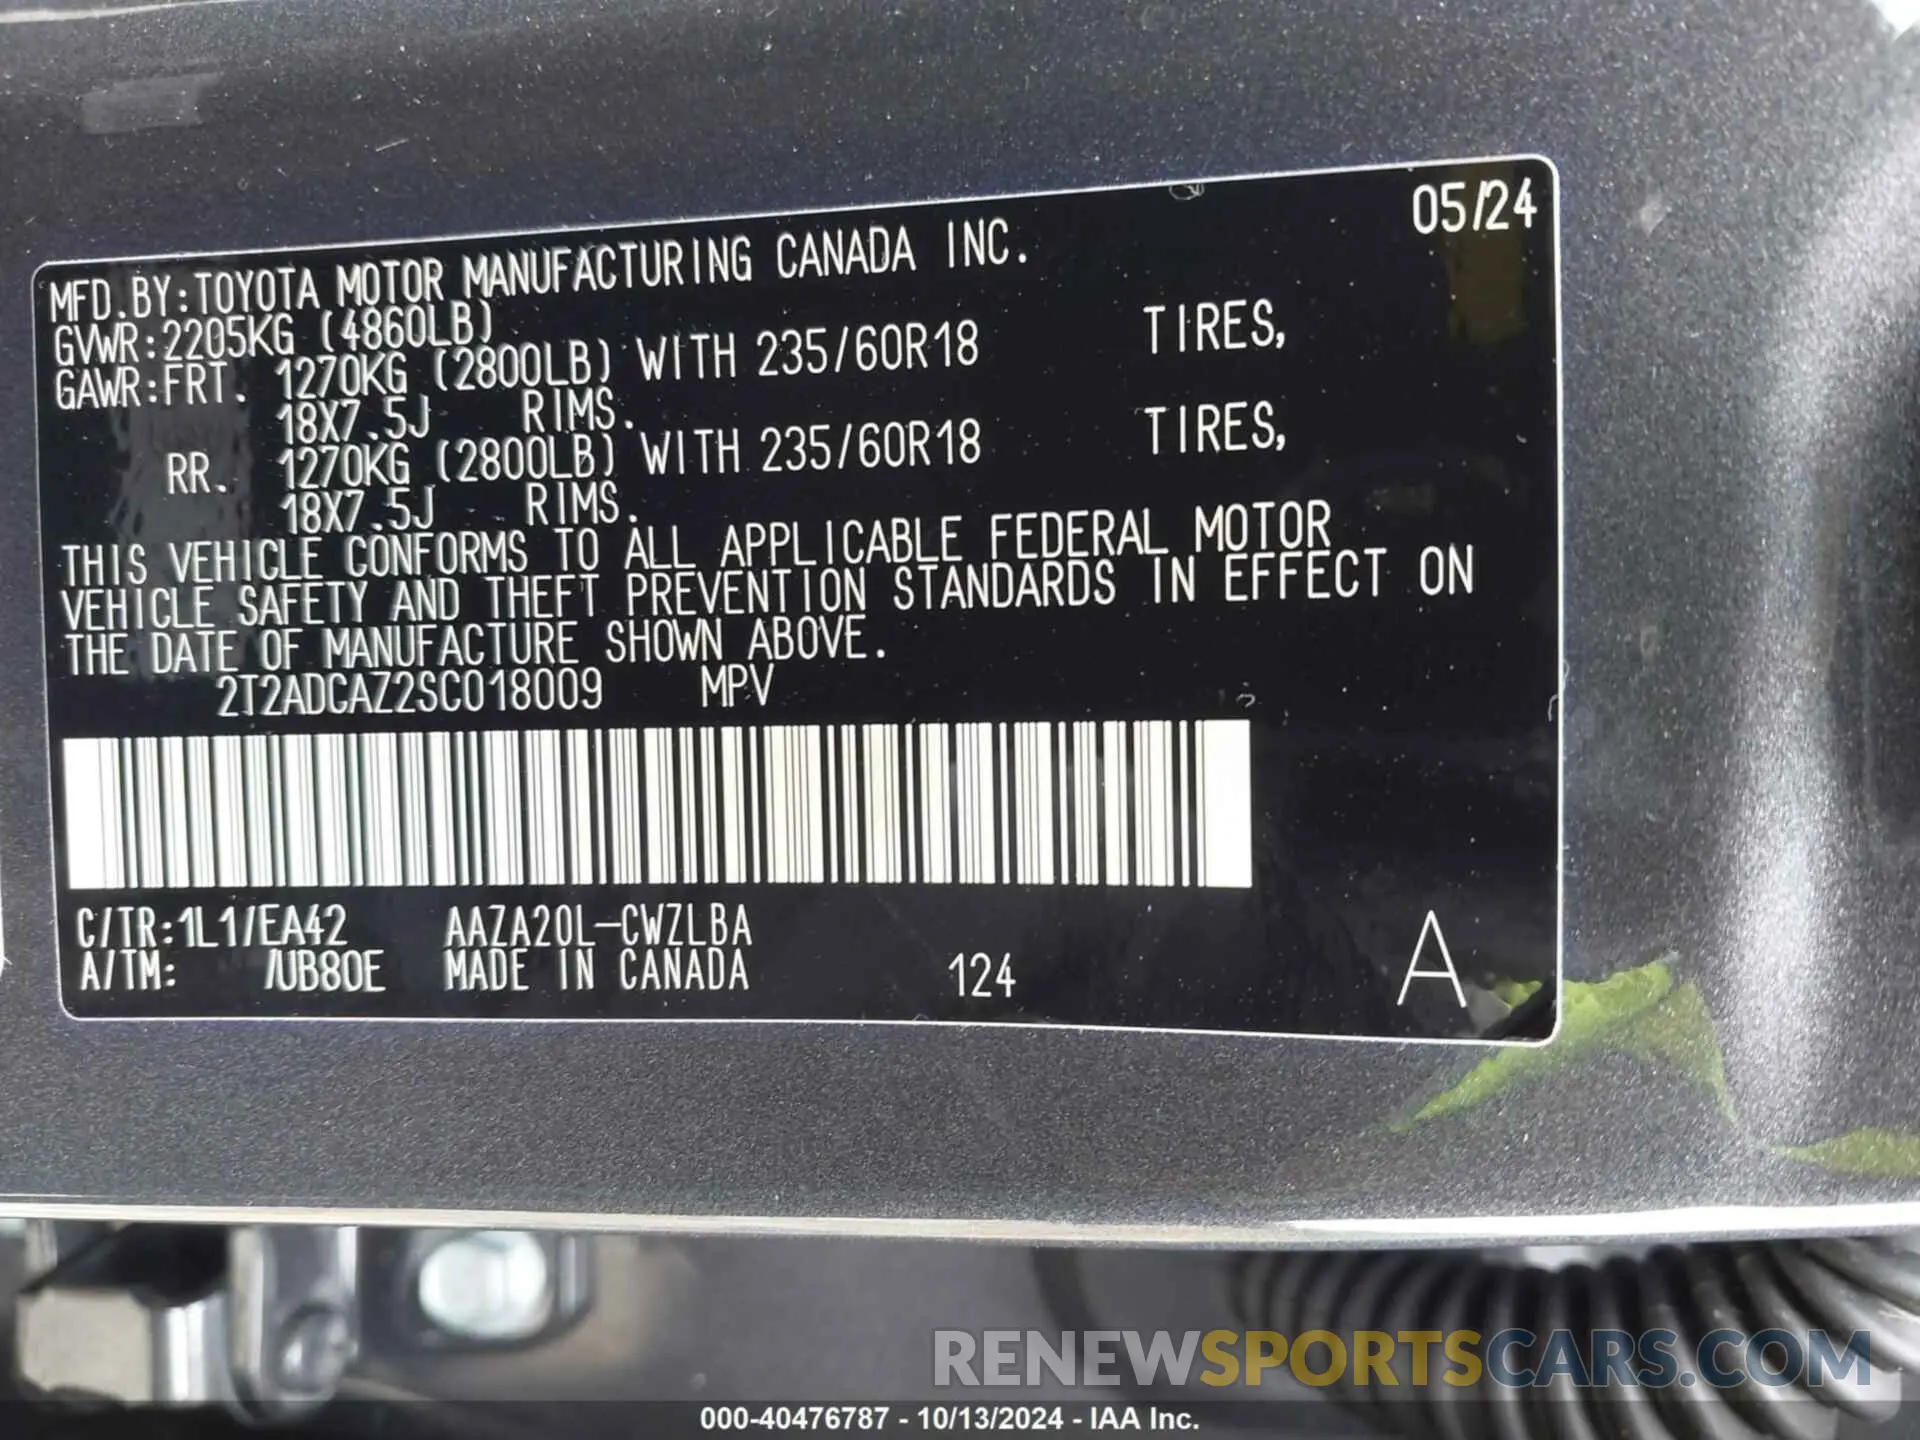 05/24
MFD.BY:TOYOTA MOTOR MANUFACTURING CANADA INC.
GVWR:2205KG (4860LB)
GAWR:FRT. 1270KG (2800LB) WITH 235/60R18 TIRES,
18X7.5J RIMS.
RR. 1270KG (2800LB) WITH 235/60R18 TIRES,
18X7.5J RIMS.
THIS VEHICLE CONFORMS TO ALL APPLICABLE FEDERAL MOTOR
VEHICLE SAFETY AND THEFT PREVENTION STANDARDS IN EFFECT ON
THE DATE OF MANUFACTURE SHOWN ABOVE.
2T2ADCAZ2SC018009 MPV
C/TR:1L1/EA42 AAZA20L-CWZLBA
A/TM: /UB80E MADE IN CANADA 124 A
RENEWSPORTSCARS.COM
000-40476787 - 10/13/2024 - IAA Inc.